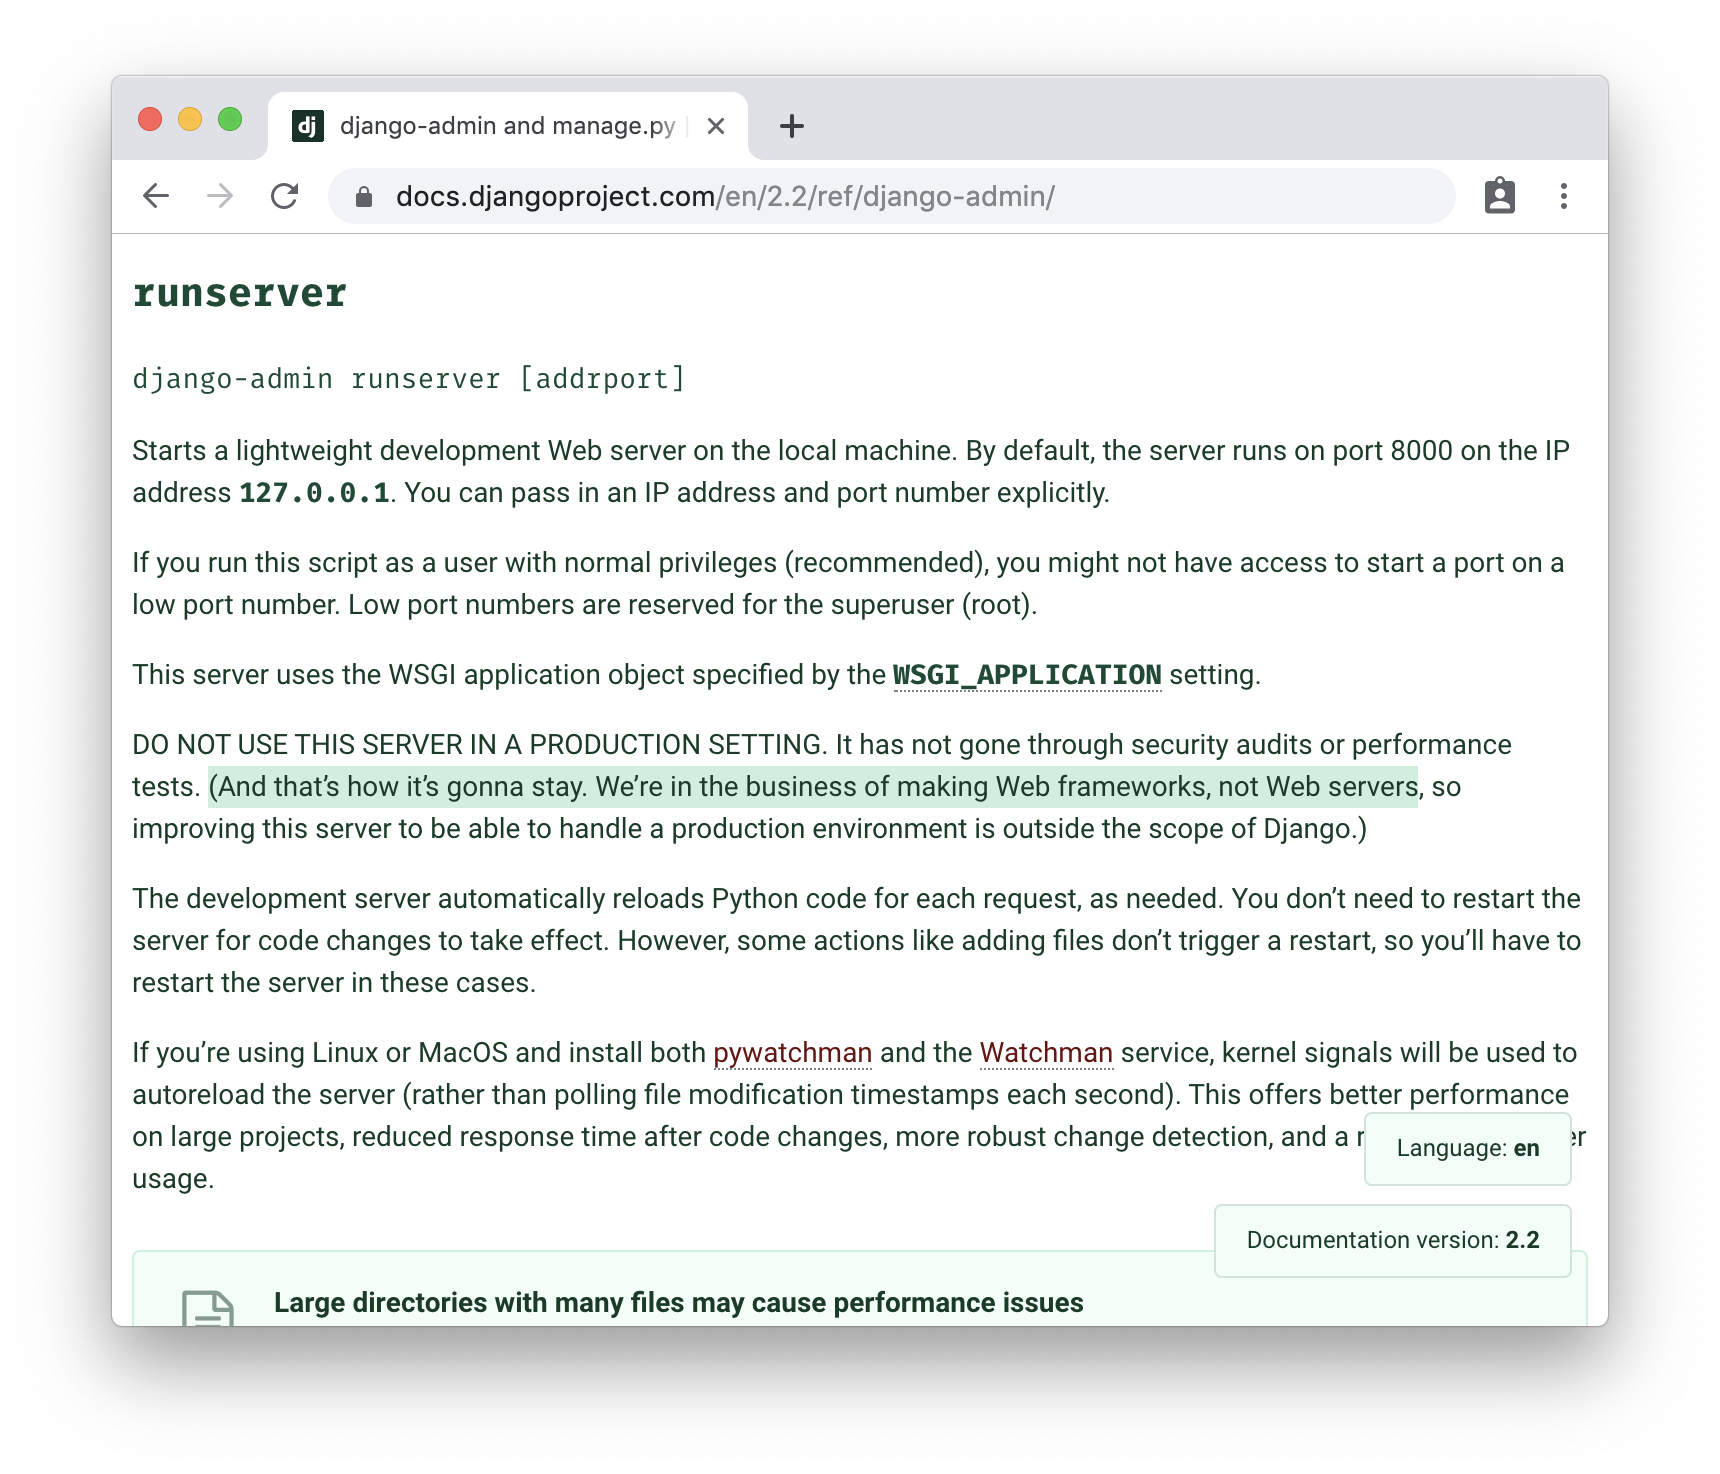 dj django-admin and manage.py
docs.djangoproject.com/en/2.2/ref/django-admin/
runserver
django-admin runserver [addrport]
Starts a lightweight development Web server on the local machine. By default, the server runs on port 8000 on the IP
address 127.0.0.1. You can pass in an IP address and port number explicitly.
If you run this script as a user with normal privileges (recommended), you might not have access to start a port on a
low port number. Low port numbers are reserved for the superuser (root).
This server uses the WSGI application object specified by the WSGI_APPLICATION setting.
DO NOT USE THIS SERVER IN A PRODUCTION SETTING. It has not gone through security audits or performance
tests. (And that’s how it’s gonna stay. We’re in the business of making Web frameworks, not Web servers, so
improving this server to be able to handle a production environment is outside the scope of Django.)
The development server automatically reloads Python code for each request, as needed. You don’t need to restart the
server for code changes to take effect. However, some actions like adding files don’t trigger a restart, so you’ll have to
restart the server in these cases.
If you’re using Linux or MacOS and install both pywatchman and the Watchman service, kernel signals will be used to
autoreload the server (rather than polling file modification timestamps each second). This offers better performance
on large projects, reduced response time after code changes, more robust change detection, and a
usage.
Language: en
Documentation version: 2.2
Large directories with many files may cause performance issues